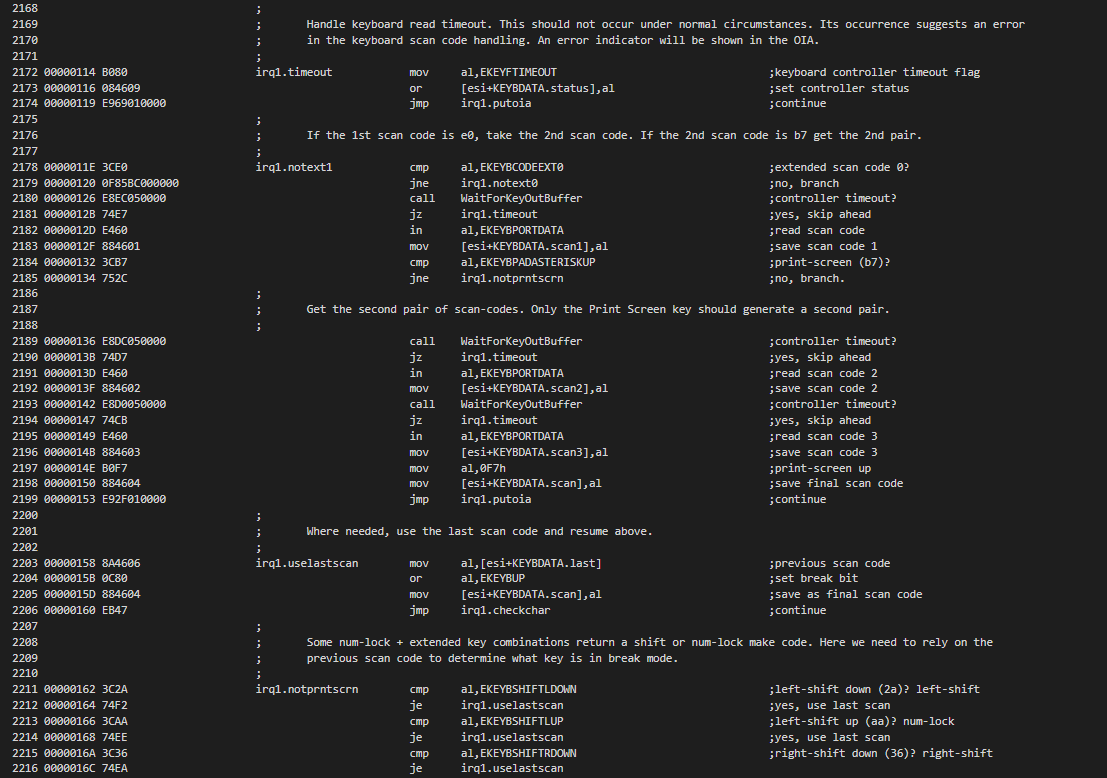 2168 ;
2169 ; Handle keyboard read timeout. This should not occur under normal circumstances. Its occurrence suggests an error
2170 ; in the keyboard scan code handling. An error indicator will be shown in the OIA.
2171 ;
2172 00000114 B080 irq1.timeout mov al,EKEYFTIMEOUT ;keyboard controller timeout flag
2173 00000116 084609 or [esi+KEYBDATA.status],al ;set controller status
2174 00000119 E969010000 jmp irq1.putoia ;continue
2175 ;
2176 ; If the 1st scan code is e0, take the 2nd scan code. If the 2nd scan code is b7 get the 2nd pair.
2177 ;
2178 0000011E 3CE0 irq1.notext1 cmp al,EKEYBCODEEXT0 ;extended scan code 0?
2179 00000120 0F85BC000000 jne irq1.notext0 ;no, branch
2180 00000126 E8EC050000 call WaitForKeyOutBuffer ;controller timeout?
2181 0000012B 74E7 jz irq1.timeout ;yes, skip ahead
2182 0000012D E460 in al,EKEYBPORTDATA ;read scan code
2183 0000012F 884601 mov [esi+KEYBDATA.scan1],al ;save scan code 1
2184 00000132 3CB7 cmp al,EKEYBPADASTERISKUP ;print-screen (b7)?
2185 00000134 752C jne irq1.notprntscrn ;no, branch.
2186 ;
2187 ; Get the second pair of scan-codes. Only the Print Screen key should generate a second pair.
2188 ;
2189 00000136 E8DC050000 call WaitForKeyOutBuffer ;controller timeout?
2190 0000013B 74D7 jz irq1.timeout ;yes, skip ahead
2191 0000013D E460 in al,EKEYBPORTDATA ;read scan code 2
2192 0000013F 884602 mov [esi+KEYBDATA.scan2],al ;save scan code 2
2193 00000142 E8D0050000 call WaitForKeyOutBuffer ;controller timeout?
2194 00000147 74CB jz irq1.timeout ;yes, skip ahead
2195 00000149 E460 in al,EKEYBPORTDATA ;read scan code 3
2196 0000014B 884603 mov [esi+KEYBDATA.scan3],al ;save scan code 3
2197 0000014E B0F7 mov al,0F7h ;print-screen up
2198 00000150 884604 mov [esi+KEYBDATA.scan],al ;save final scan code
2199 00000153 E92F010000 jmp irq1.putoia ;continue
2200 ;
2201 ; Where needed, use the last scan code and resume above.
2202 ;
2203 00000158 8A4606 irq1.uselastscan mov al,[esi+KEYBDATA.last] ;previous scan code
2204 0000015B 0C80 or al,EKEYBUP ;set break bit
2205 0000015D 884604 mov [esi+KEYBDATA.scan],al ;save as final scan code
2206 00000160 EB47 jmp irq1.checkchar ;continue
2207 ;
2208 ; Some num-lock + extended key combinations return a shift or num-lock make code. Here we need to rely on the
2209 ; previous scan code to determine what key is in break mode.
2210 ;
2211 00000162 3C2A irq1.notprntscrn cmp al,EKEYBSHIFTLDOWN ;left-shift down (2a)? left-shift
2212 00000164 74F2 je irq1.uselastscan ;yes, use last scan
2213 00000166 3CAA cmp al,EKEYBSHIFTLUP ;left-shift up (aa)? num-lock
2214 00000168 74EE je irq1.uselastscan ;yes, use last scan
2215 0000016A 3C36 cmp al,EKEYBSHIFTRDOWN ;right-shift down (36)? right-shift
2216 0000016C 74EA je irq1.uselastscan